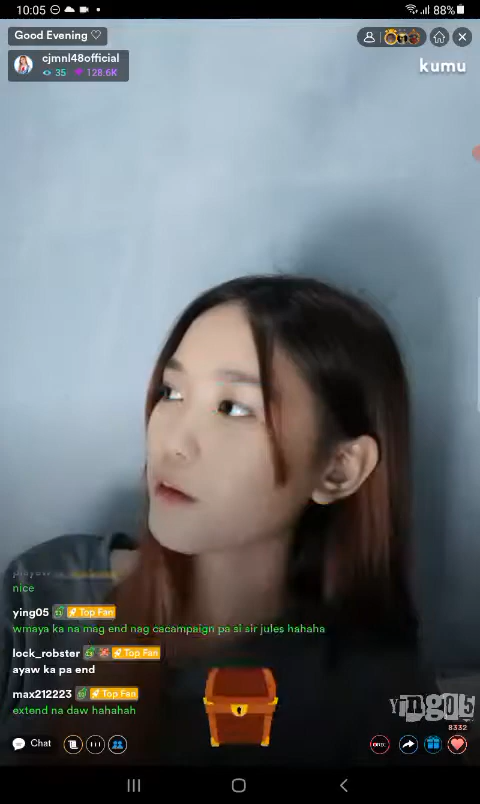 10:05
88%
Good Evening ♡
cjmnl48official
35 128.6K
kumu
nice
ying05 Top Fan
wmaya ka na mag end nag cacampaign pa si air jules hahaha
lock_robster Top Fan
ayaw ka pa end
max212223 Top Fan
extend na daw hahahah
Ying05
8332
Chat